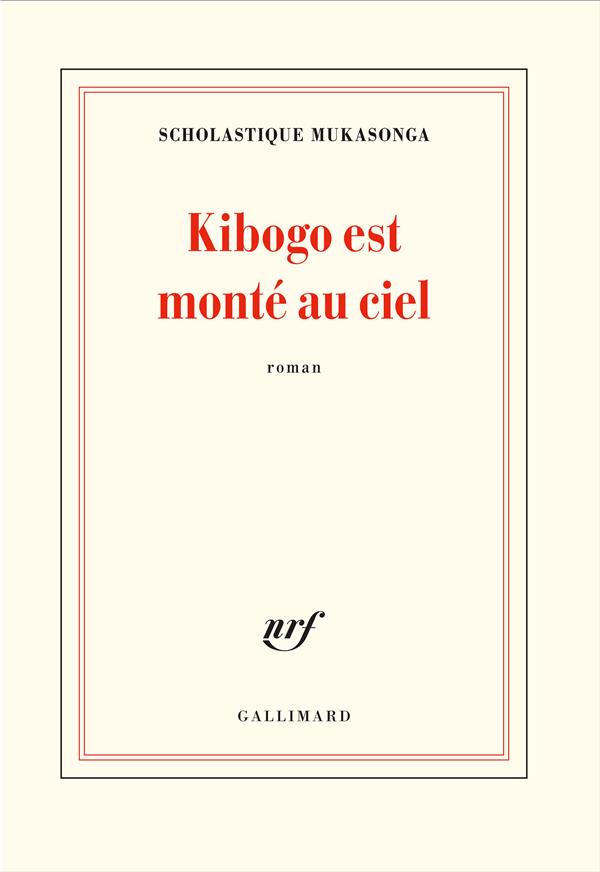 SCHOLASTIQUE MUKASONGA
Kibogo est
monté au ciel
roman
nrf
GALLIMARD